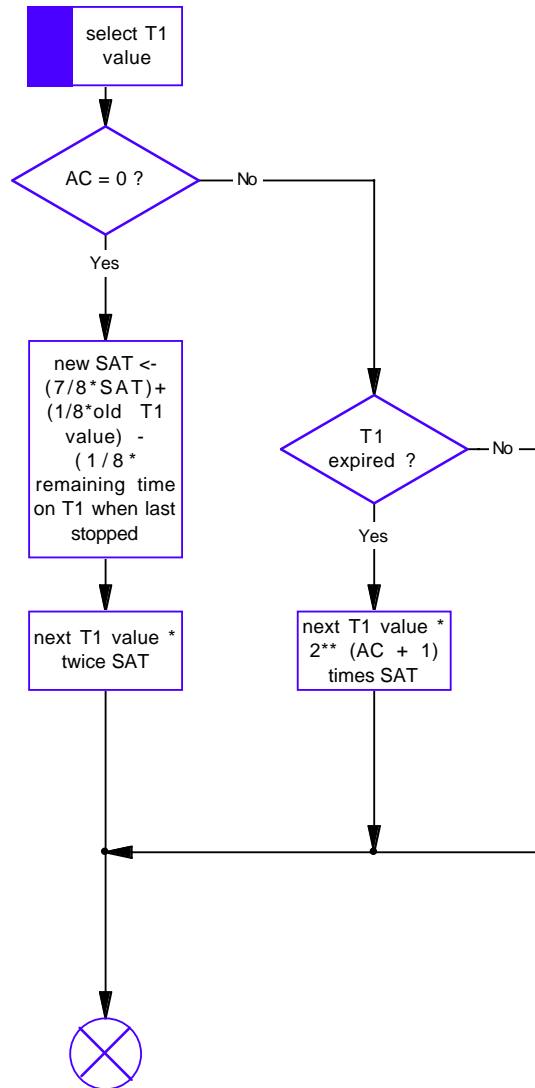 select T1
value
AC = 0 ?
No
Yes
new SAT <-
(7/8*SAT)+
(1/8*old T1
value) -
(1/8*
remaining time
on T1 when last
stopped
next T1 value *
twice SAT
T1
expired ?
No
Yes
next T1 value *
2** (AC + 1)
times SAT